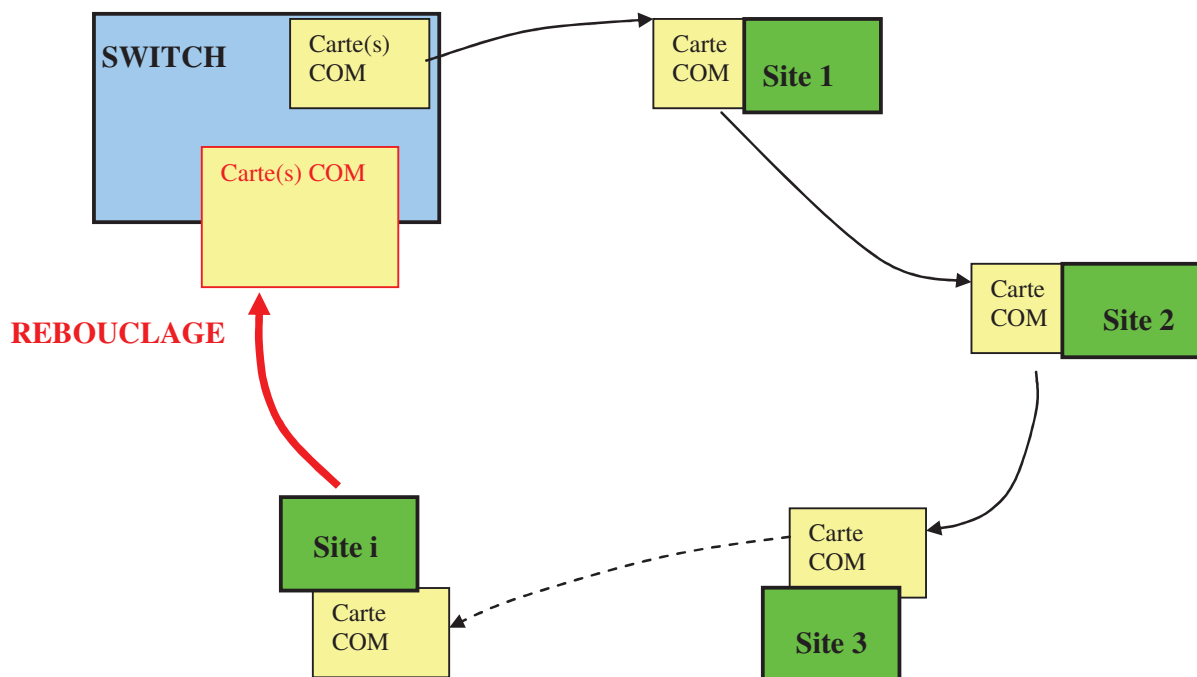 SWITCH
Carte(s)
COM
Carte
COM
Site 1
Carte(s) COM
Carte
COM
Site 2
REBOUCLAGE
Site i
Carte
COM
Carte
COM
Site 3